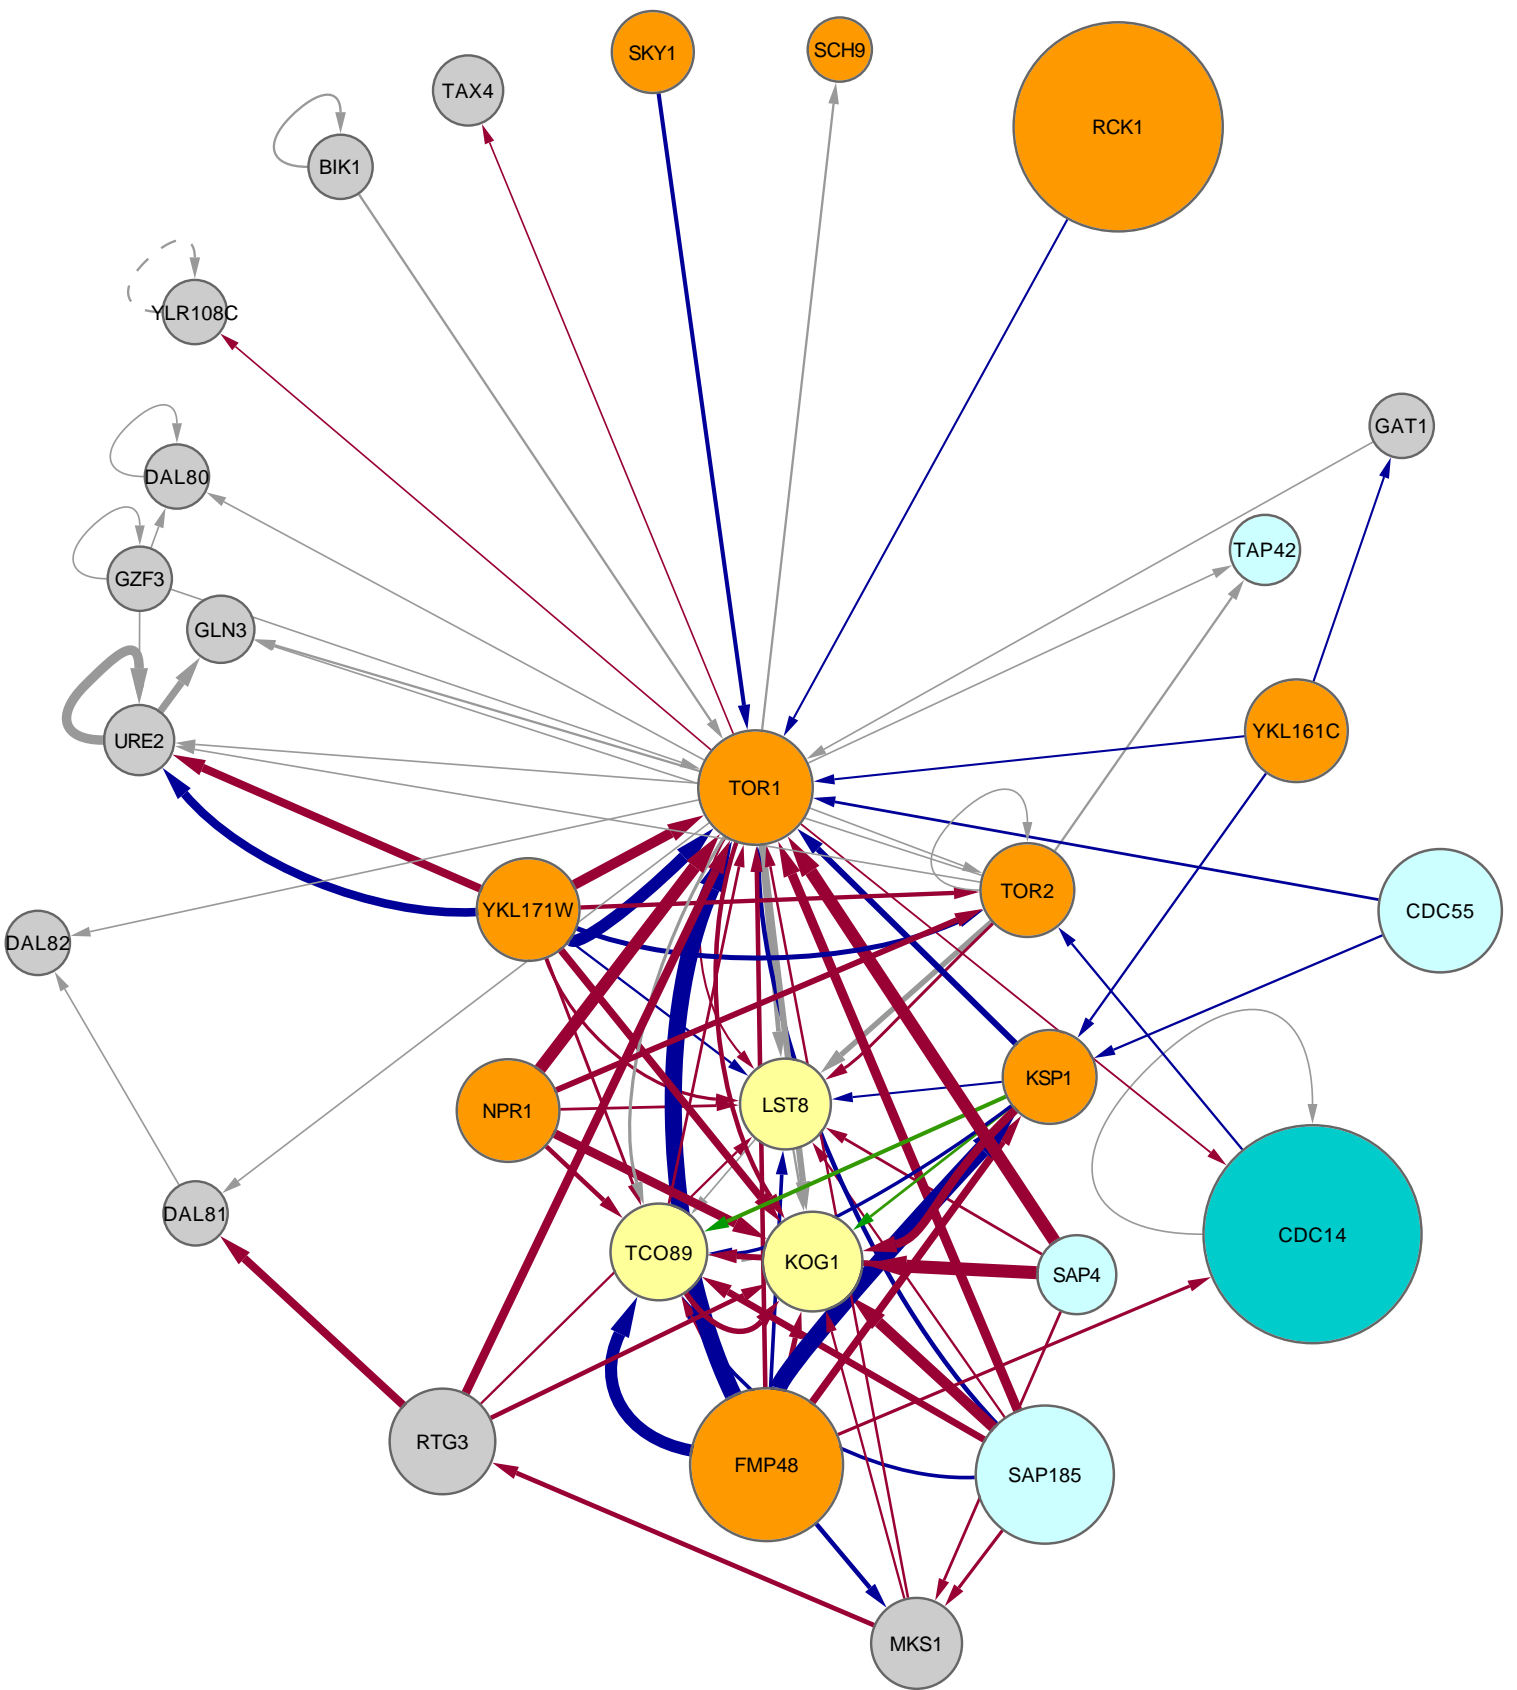 SKY1
SCH9
TAX4
RCK1
BIK1
YLR108C
GAT1
DAL80
TAP42
GZF3
GLN3
URE2
YKL161C
TOR1
TOR2
YKL171W
CDC55
DAL82
KSP1
LST8
NPR1
DAL81
CDC14
TCO89
KOG1
SAP4
RTG3
FMP48
SAP185
MKS1